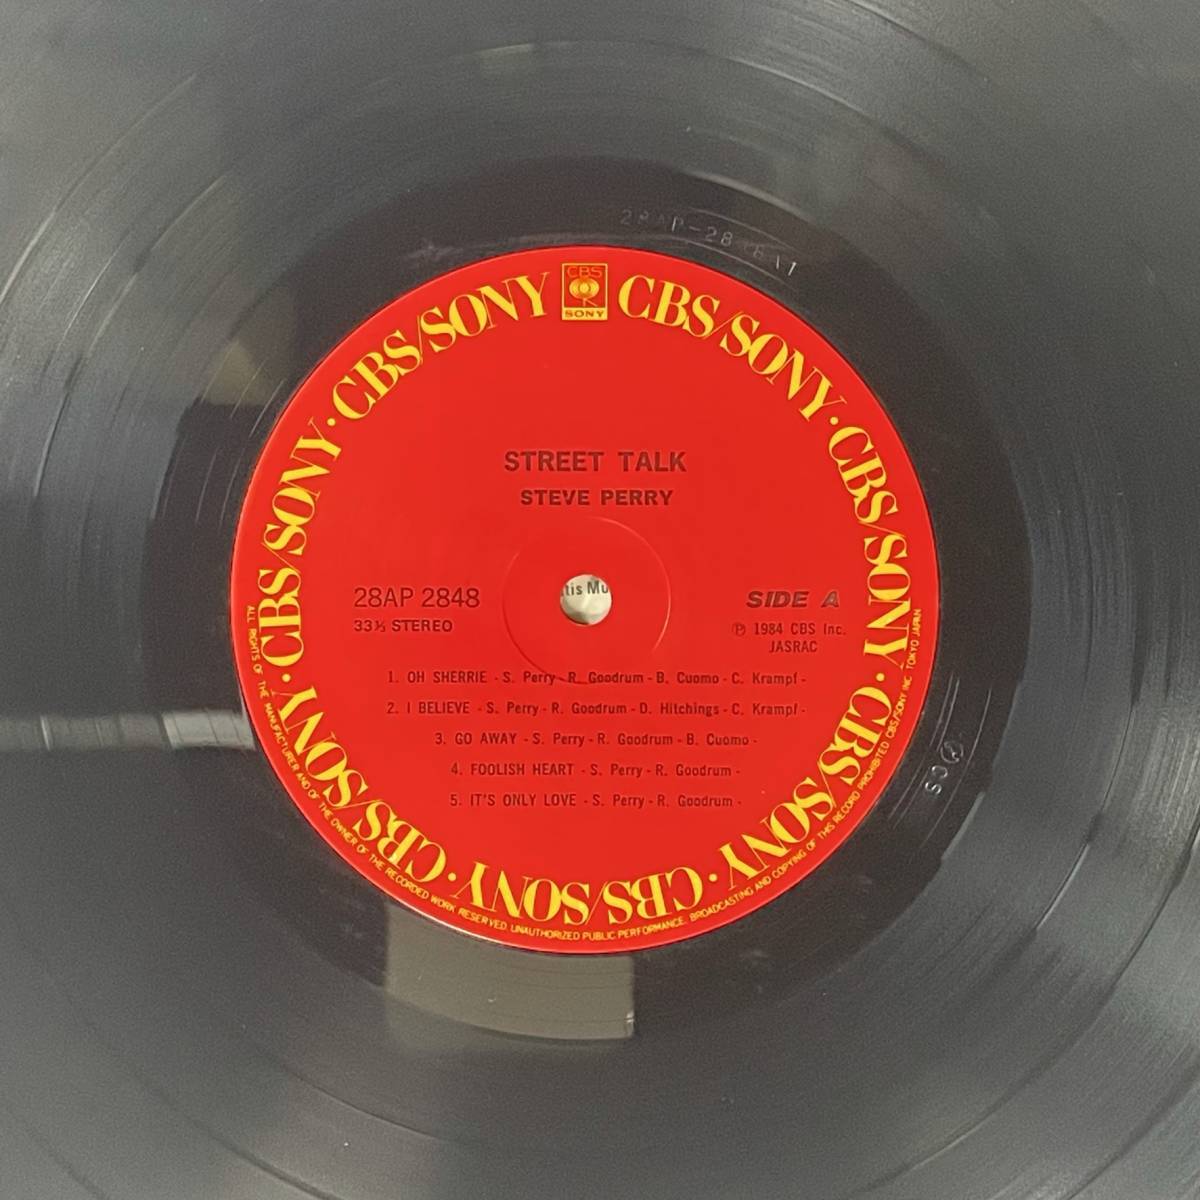 CBS
SONY
CBS/SONY · CBS/SONY · CBS/SONY · CBS/SONY · CBS/SONY · CBS/SONY · CBS/SONY · CBS/SONY
STREET TALK
STEVE PERRY
28AP 2848
33⅓ STEREO
SIDE A
℗ 1984 CBS Inc.
JASRAC
tis Mu
1. OH SHERRIE - S. Perry - R. Goodrum - B. Cuomo - C. Krampf -
2. I BELIEVE - S. Perry - R. Goodrum - D. Hitchings - C. Krampf -
3. GO AWAY - S. Perry - R. Goodrum - B. Cuomo -
4. FOOLISH HEART - S. Perry - R. Goodrum -
5. IT'S ONLY LOVE - S. Perry - R. Goodrum -
ALL RIGHTS OF THE MANUFACTURER AND OF THE OWNER OF THE RECORDED WORK RESERVED. UNAUTHORIZED PUBLIC PERFORMANCE, BROADCASTING AND COPYING OF THIS RECORD PROHIBITED CBS/SONY INC. TOKYO JAPAN